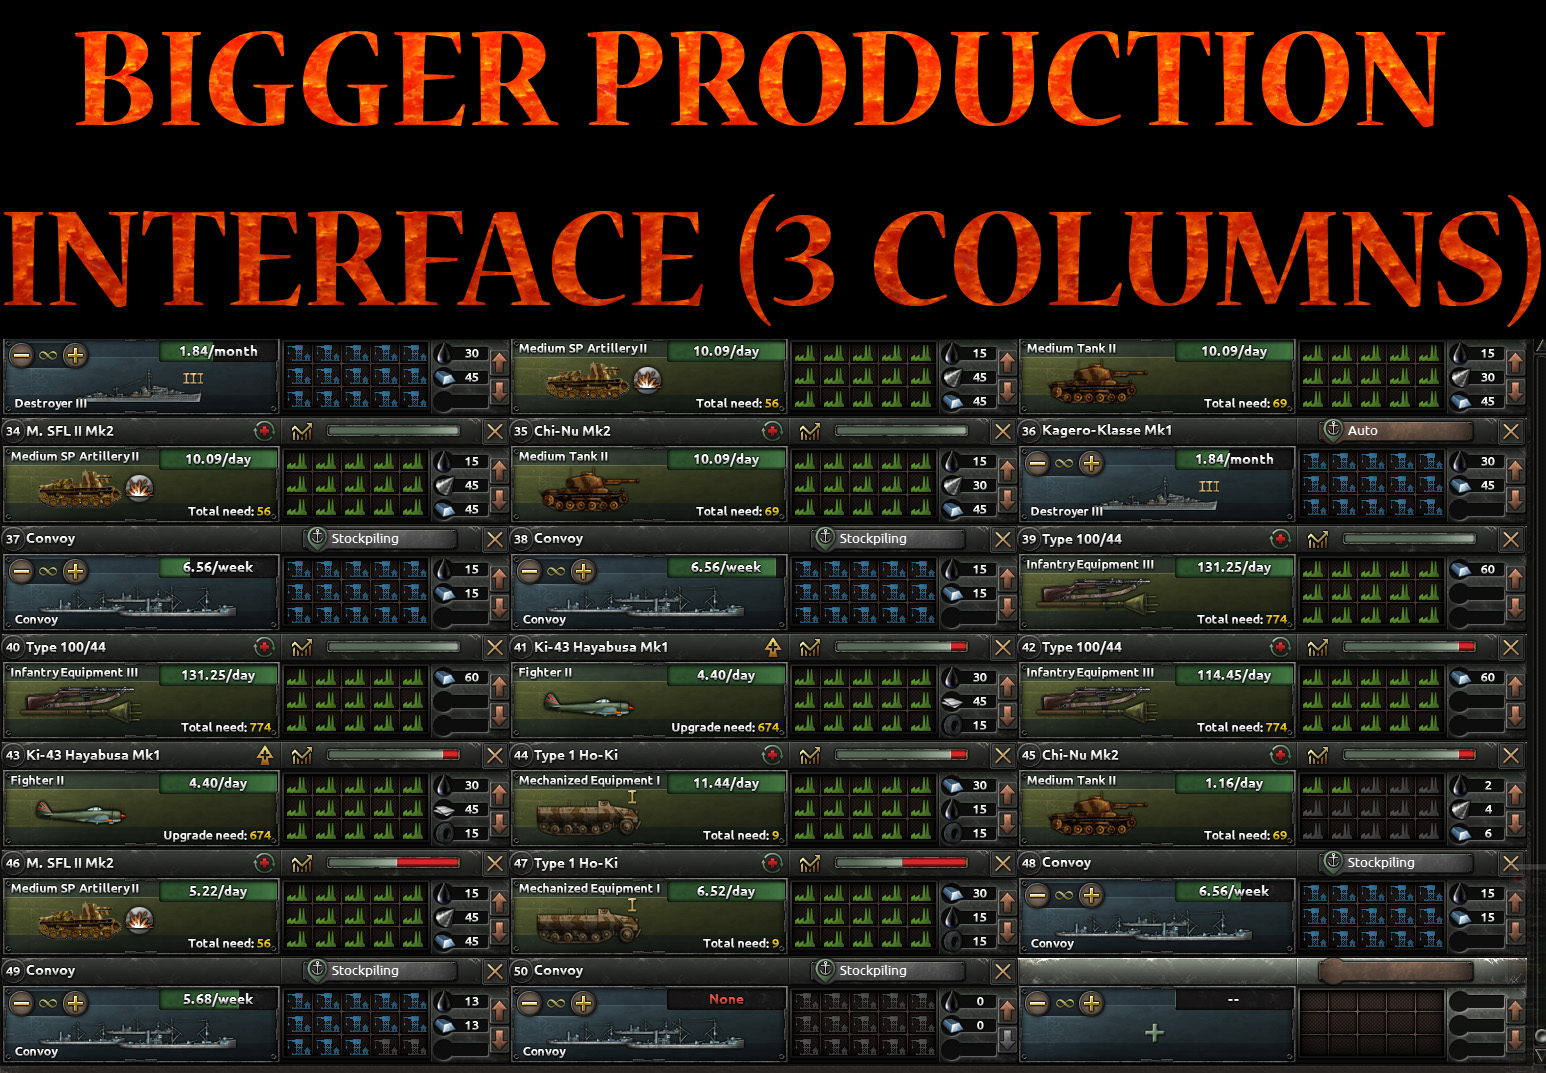 BIGGER PRODUCTION
INTERFACE (3 COLUMNS)
1.84/month 30
III 45
Destroyer III
Medium SP Artillery II 10.09/day 15
45
Total need: 56 45
Medium Tank II 10.09/day 15
30
Total need: 69 45
34 M. SFL II Mk2
Medium SP Artillery II 10.09/day 15
45
Total need: 56 45
35 Chi-Nu Mk2
Medium Tank II 10.09/day 15
30
Total need: 69 45
36 Kagero-Klasse Mk1 Auto
1.84/month 30
III 45
Destroyer III
37 Convoy Stockpiling
6.56/week 15
15
Convoy
38 Convoy Stockpiling
6.56/week 15
15
Convoy
39 Type 100/44
Infantry Equipment III 131.25/day 60
Total need: 774
40 Type 100/44
Infantry Equipment III 131.25/day 60
Total need: 774
41 Ki-43 Hayabusa Mk1
Fighter II 4.40/day 30
45
Upgrade need: 674 15
42 Type 100/44
Infantry Equipment III 114.45/day 60
Total need: 774
43 Ki-43 Hayabusa Mk1
Fighter II 4.40/day 30
45
Upgrade need: 674 15
44 Type 1 Ho-Ki
Mechanized Equipment I 11.44/day 30
I 15
Total need: 9 15
45 Chi-Nu Mk2
Medium Tank II 1.16/day 2
4
Total need: 69 6
46 M. SFL II Mk2
Medium SP Artillery II 5.22/day 15
45
Total need: 56 45
47 Type 1 Ho-Ki
Mechanized Equipment I 6.52/day 30
I 15
Total need: 9 15
48 Convoy Stockpiling
6.56/week 15
15
Convoy
49 Convoy Stockpiling
5.68/week 13
13
Convoy
50 Convoy Stockpiling
None 0
0
Convoy
--